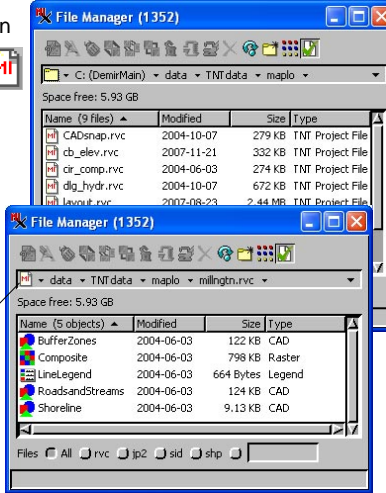 n
MI
File Manager (1352)
C: (DemirMain) data TNTdata maplo
Space free: 5.93 GB
Name (9 files) Modified Size Type
CADsnap.rvc 2004-10-07 279 KB TNT Project File
cb_elev.rvc 2007-11-21 332 KB TNT Project File
cir_comp.rvc 2004-06-03 274 KB TNT Project File
dlg_hydr.rvc 2004-10-07 672 KB TNT Project File
layout.rvc 2007-08-23 2.44 MB TNT Project File
File Manager (1352)
data TNTdata maplo millngtn.rvc
Space free: 5.93 GB
Name (5 objects) Modified Size Type
BufferZones 2004-06-03 122 KB CAD
Composite 2004-06-03 798 KB Raster
LineLegend 2004-06-03 664 Bytes Legend
RoadsandStreams 2004-06-03 124 KB CAD
Shoreline 2004-06-03 9.13 KB CAD
Files All rvc jp2 sid shp